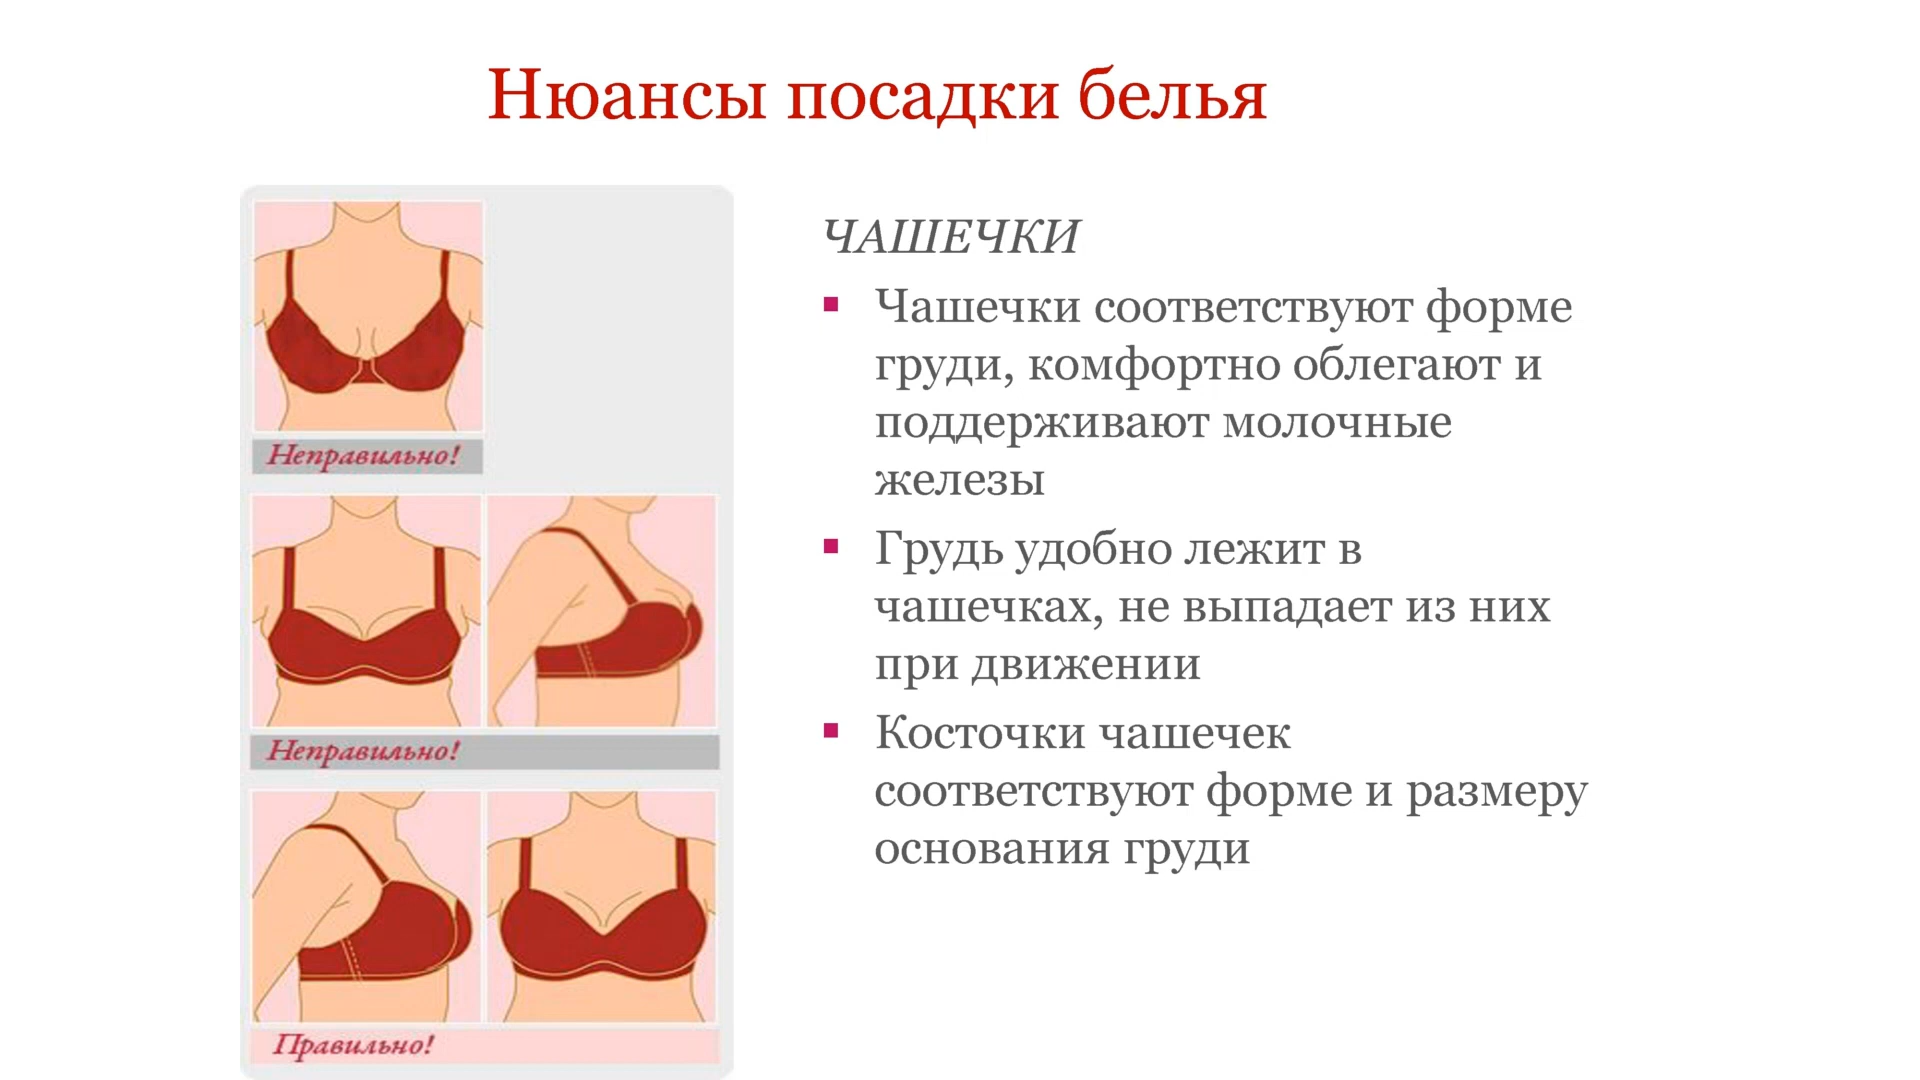 Нюансы посадки белья
Неправильно!
Неправильно!
Правильно!
ЧАШЕЧКИ
Чашечки соответствуют форме
груди, комфортно облегают и
поддерживают молочные
железы
Грудь удобно лежит в
чашечках, не выпадает из них
при движении
Косточки чашечек
соответствуют форме и размеру
основания груди